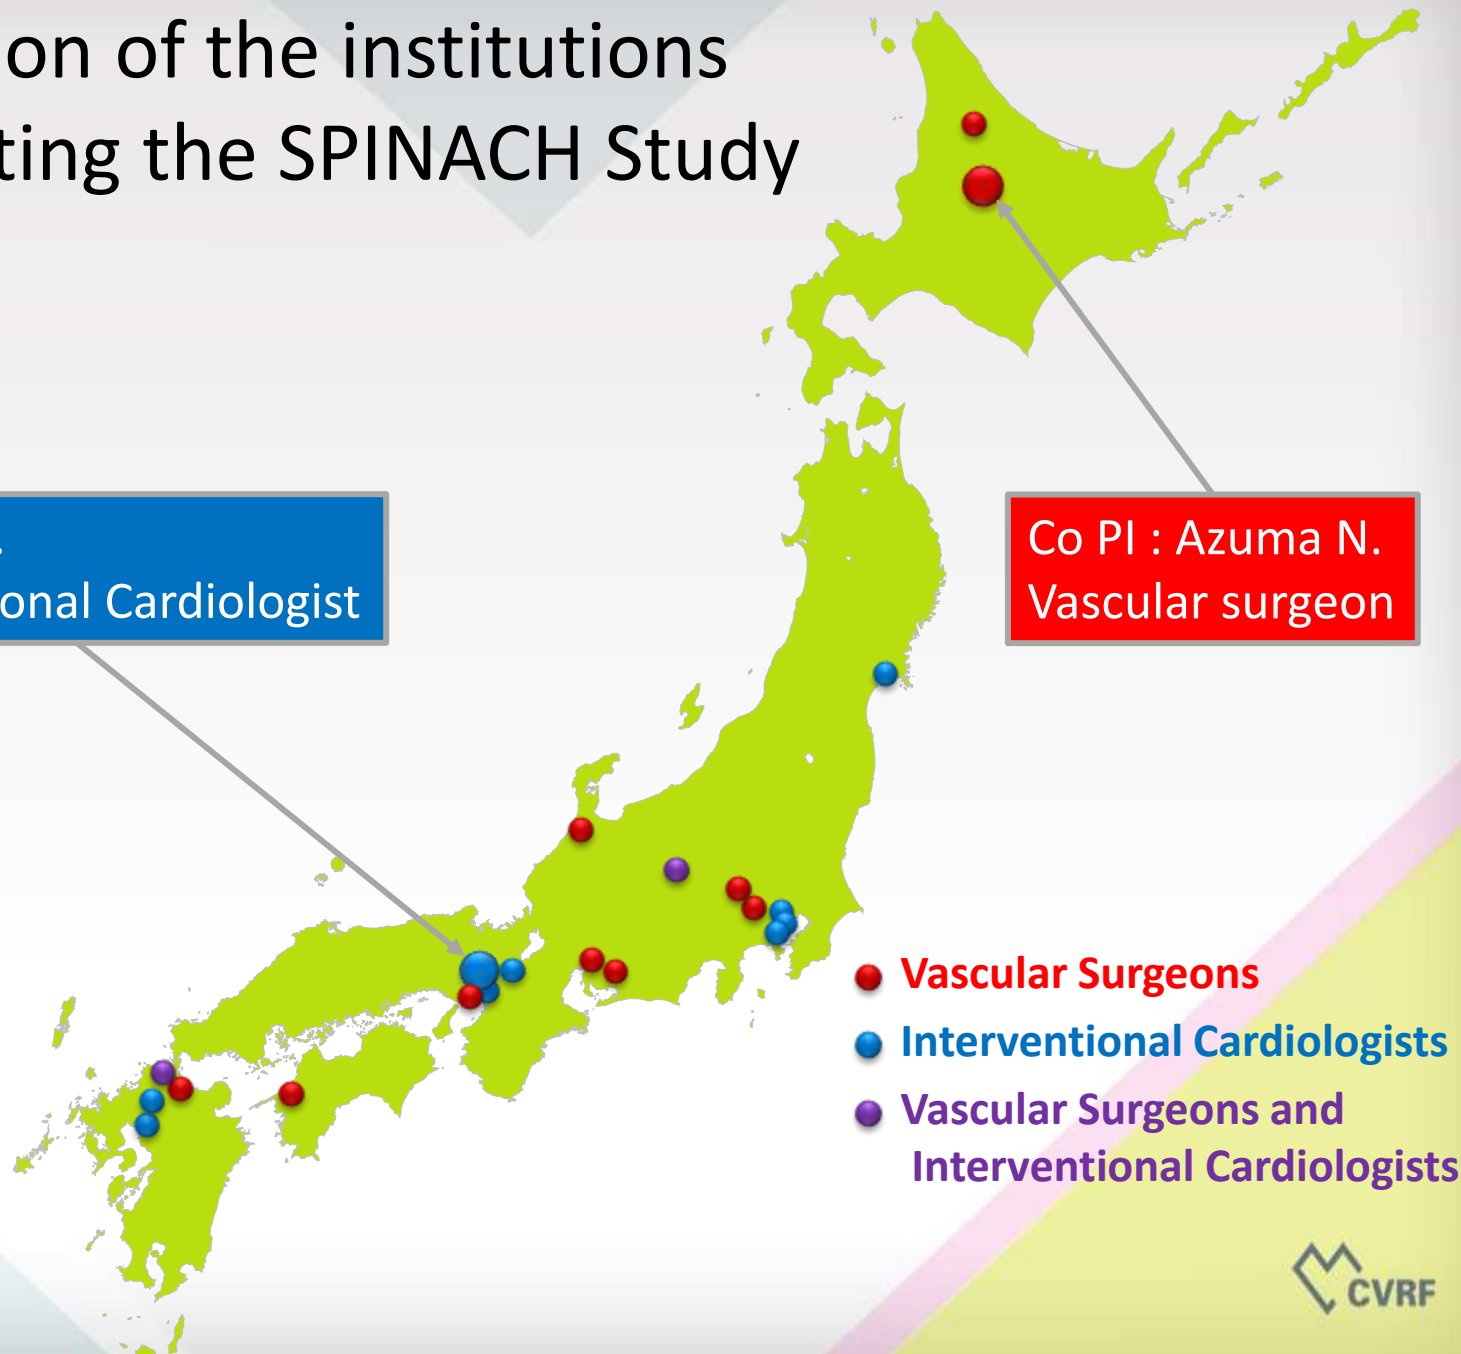 on of the institutions
ting the SPINACH Study
.
onal Cardiologist
Co PI : Azuma N.
Vascular surgeon
Vascular Surgeons
Interventional Cardiologists
Vascular Surgeons and
Interventional Cardiologists
CVRF